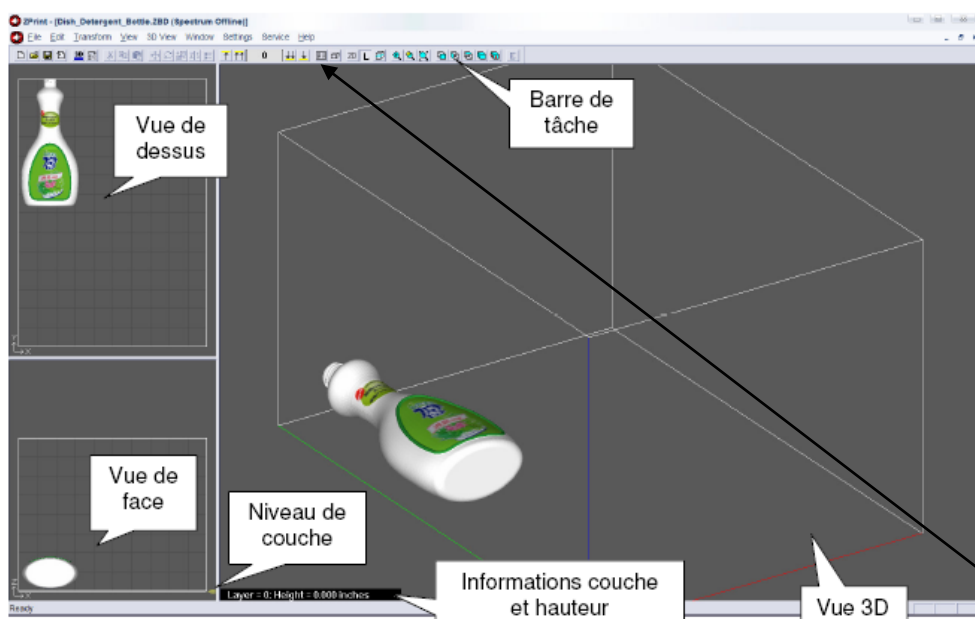 ZPrint - [Dish_Detergent_Bottle.ZBD (Spectrum Offline)]
File Edit Transform View 3D View Window Settings Service Help
0 2D L
Barre de
tâche
Vue de
dessus
Vue de
face
Niveau de
couche
Informations couche
et hauteur
Vue 3D
Layer = 0; Height = 0.000 inches
Ready